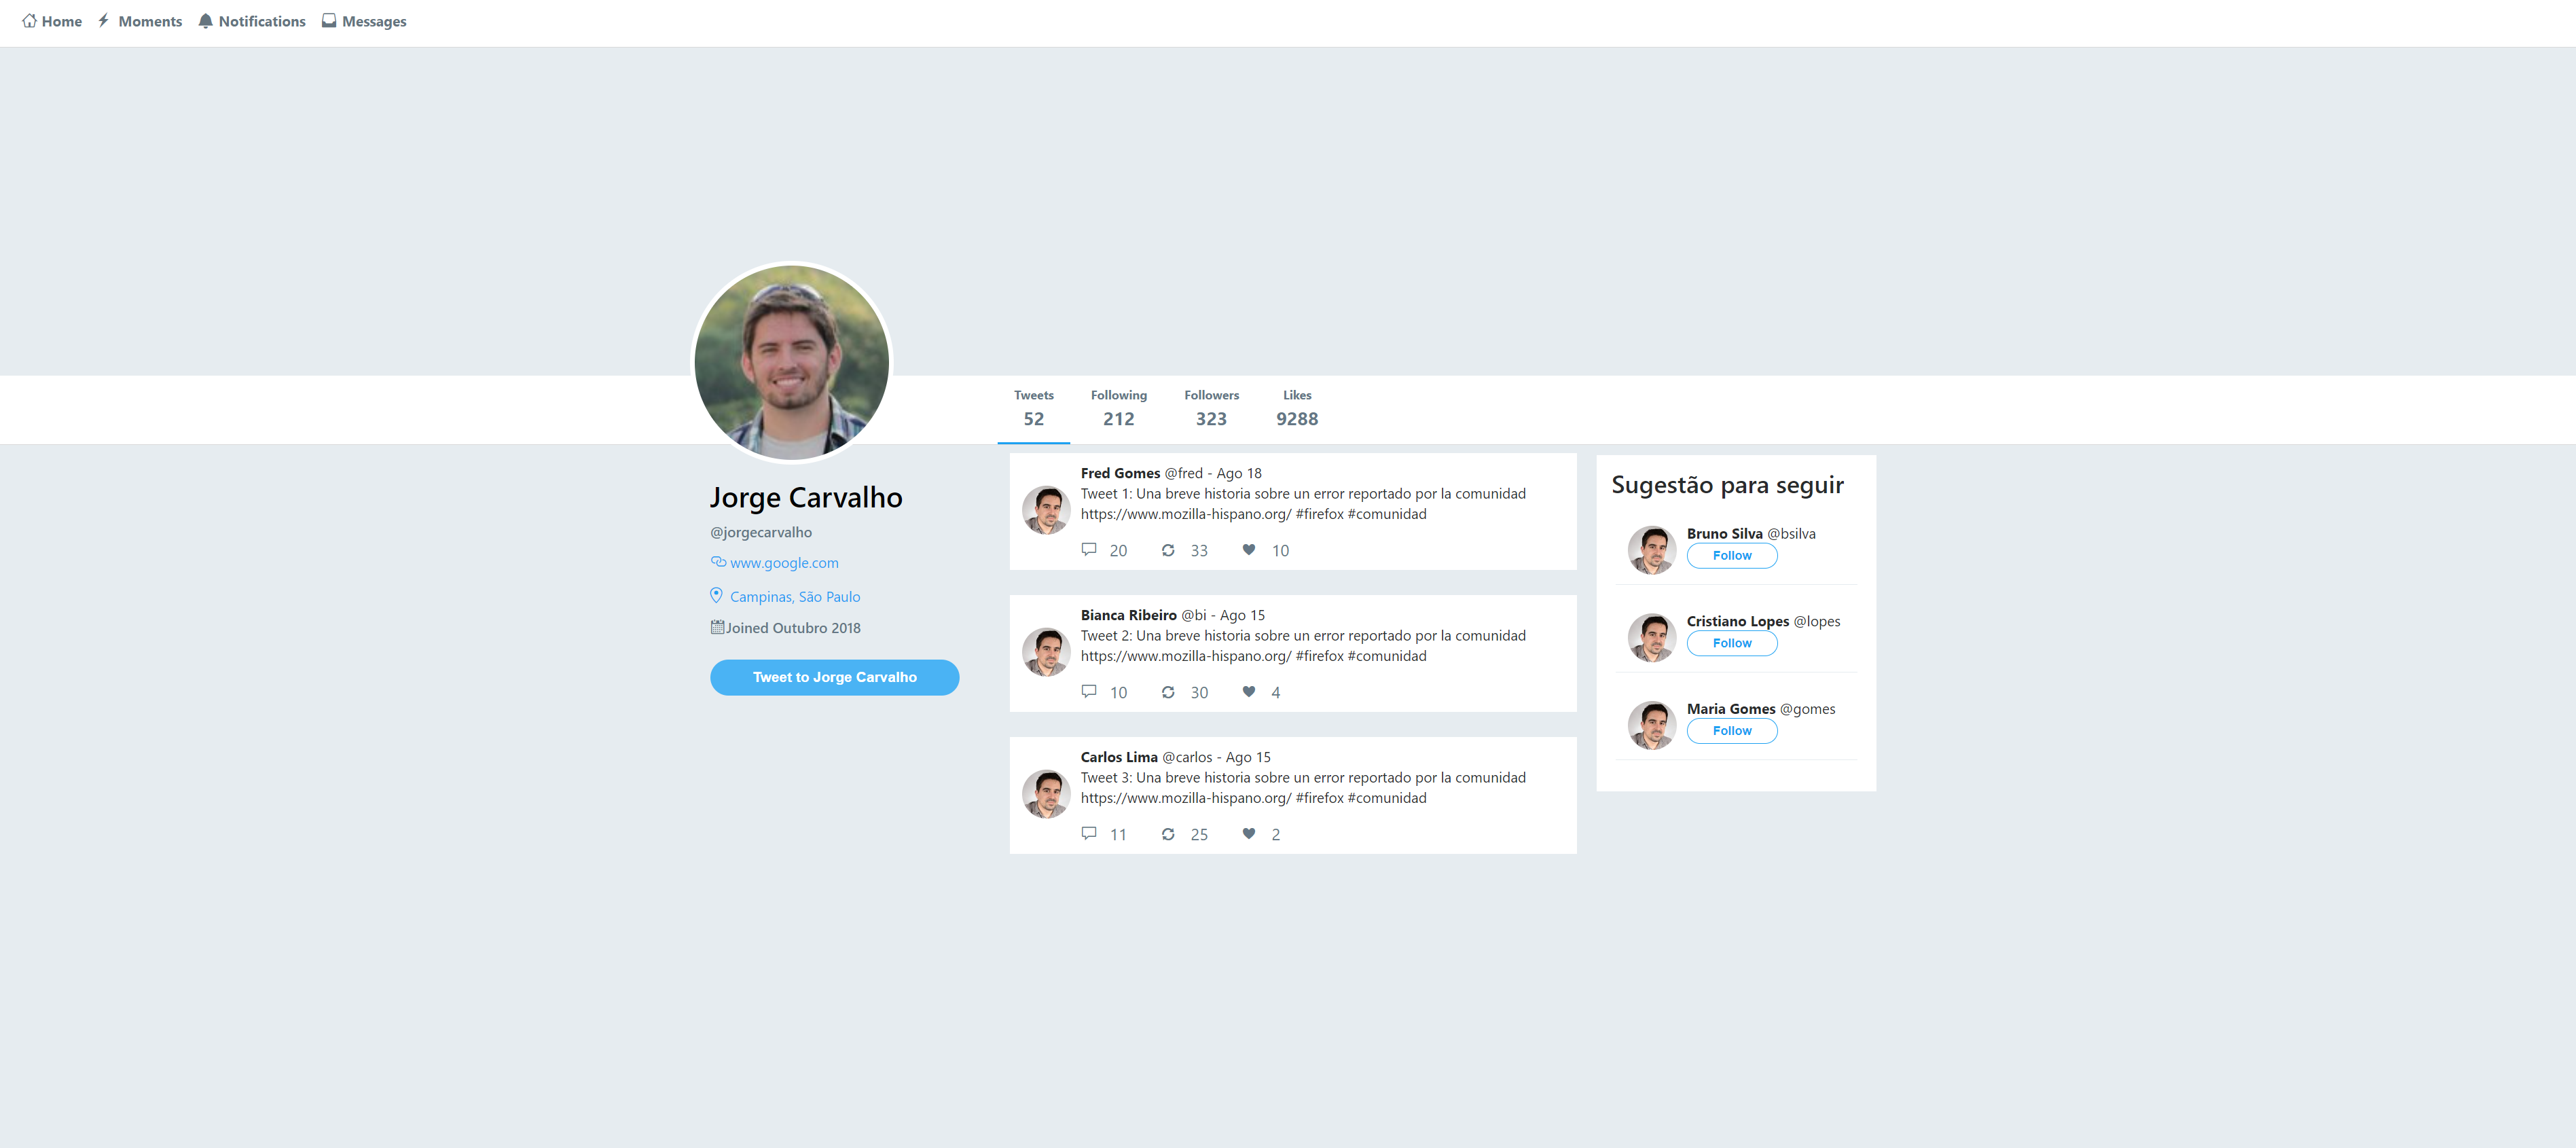 Home Moments Notifications Messages
Tweets Following Followers Likes
52 212 323 9288
Jorge Carvalho
@jorgecarvalho
www.google.com
Campinas, São Paulo
Joined Outubro 2018
Tweet to Jorge Carvalho
Fred Gomes @fred - Ago 18
Tweet 1: Una breve historia sobre un error reportado por la comunidad
https://www.mozilla-hispano.org/ #firefox #comunidad
20 33 10
Bianca Ribeiro @bi - Ago 15
Tweet 2: Una breve historia sobre un error reportado por la comunidad
https://www.mozilla-hispano.org/ #firefox #comunidad
10 30 4
Carlos Lima @carlos - Ago 15
Tweet 3: Una breve historia sobre un error reportado por la comunidad
https://www.mozilla-hispano.org/ #firefox #comunidad
11 25 2
Sugestão para seguir
Bruno Silva @bsilva
Follow
Cristiano Lopes @lopes
Follow
Maria Gomes @gomes
Follow